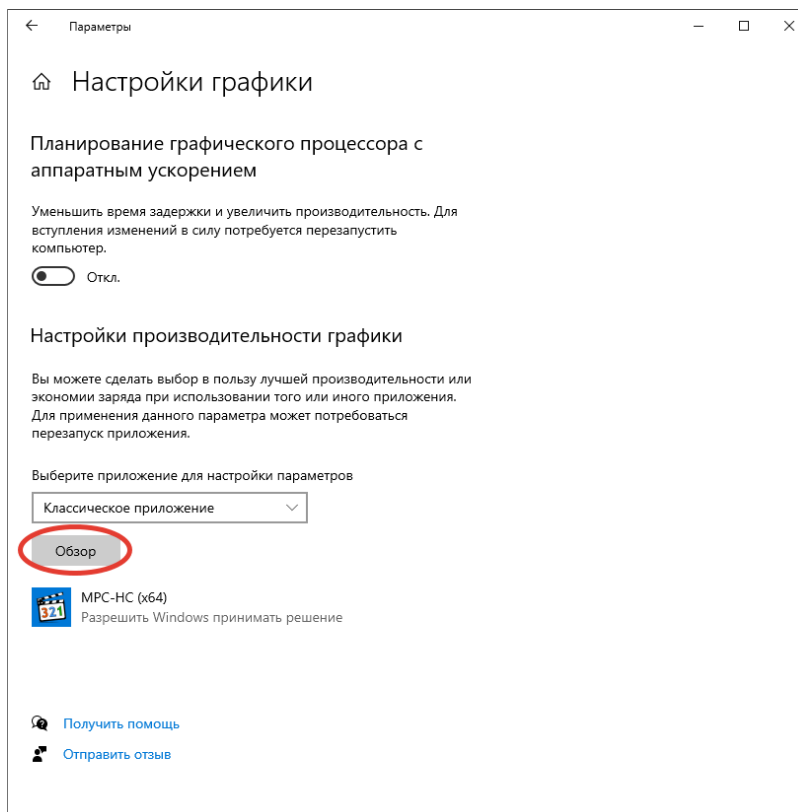 Параметры
Настройки графики
Планирование графического процессора с
аппаратным ускорением
Уменьшить время задержки и увеличить производительность. Для
вступления изменений в силу потребуется перезапустить
компьютер.
Откл.
Настройки производительности графики
Вы можете сделать выбор в пользу лучшей производительности или
экономии заряда при использовании того или иного приложения.
Для применения данного параметра может потребоваться
перезапуск приложения.
Выберите приложение для настройки параметров
Классическое приложение
Обзор
321
MPC-HC (x64)
Разрешить Windows принимать решение
Получить помощь
Отправить отзыв